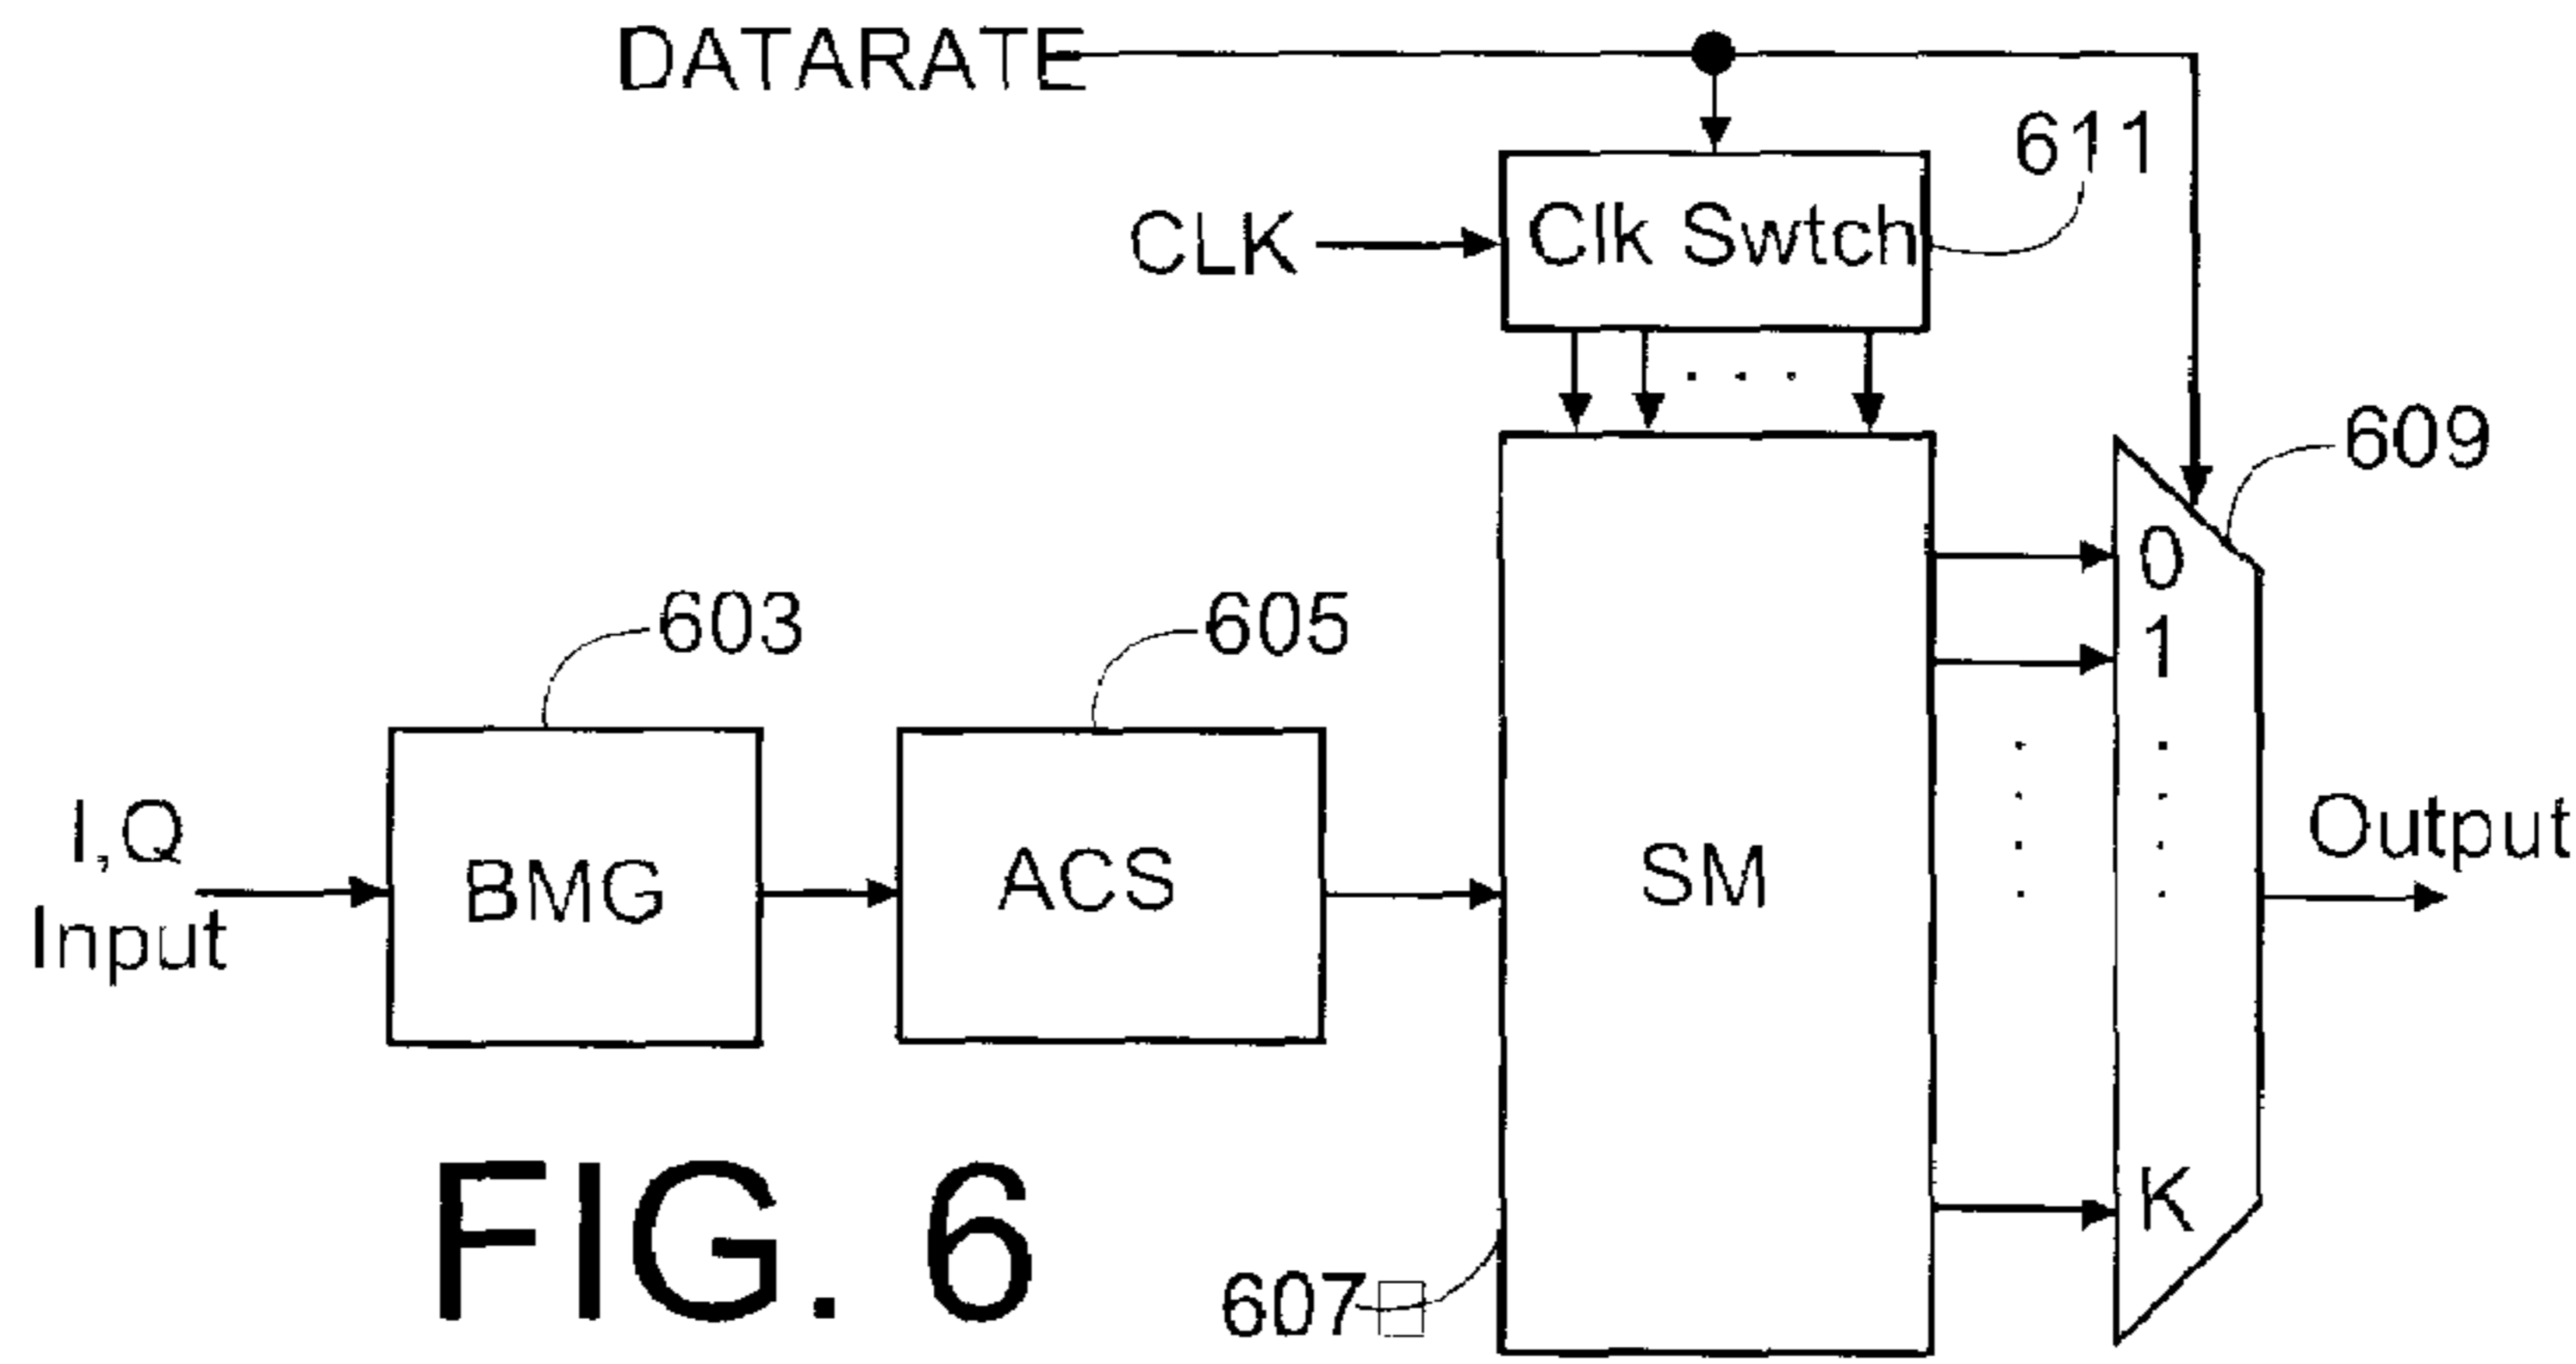 DATARATE
611
CLK
Clk Swtch
. . .
609
0
1
603
605
I,Q
Input
BMG
ACS
SM
Output
K
FIG. 6
607